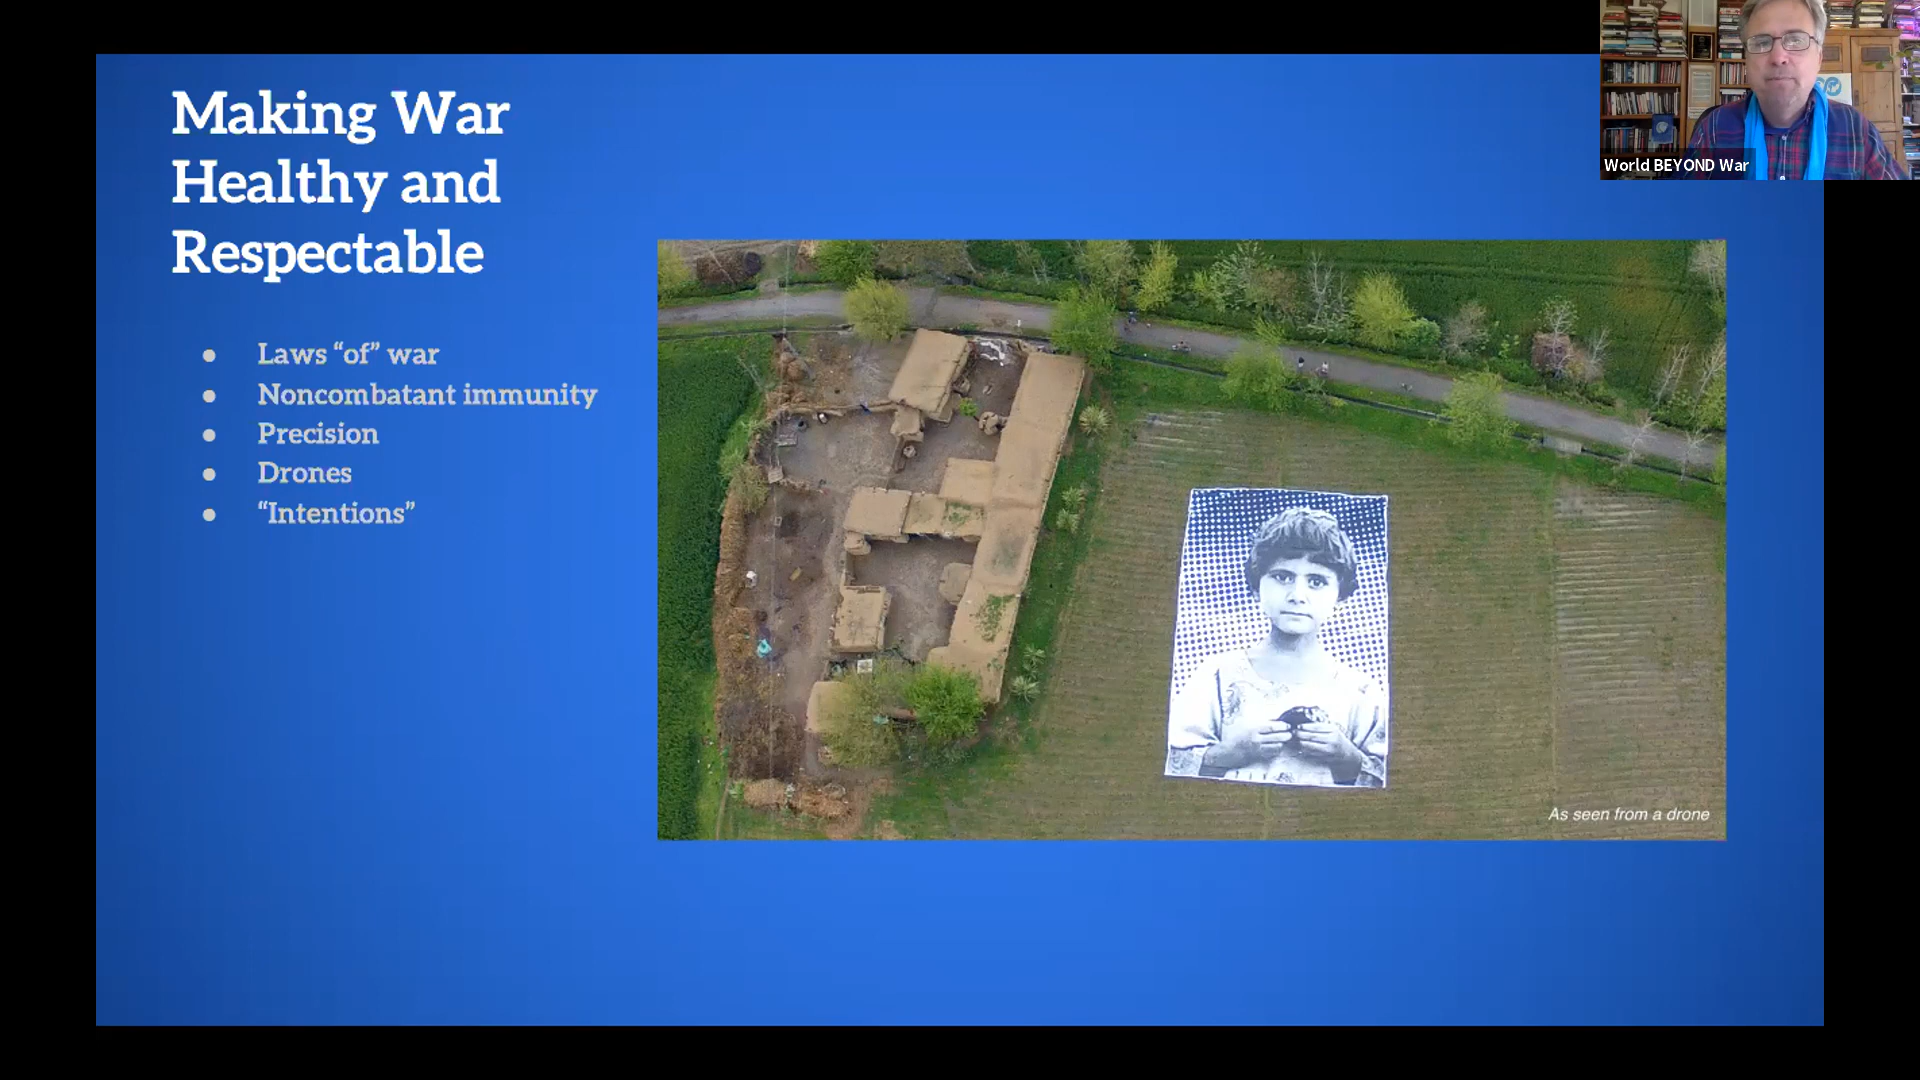 Making War
Healthy and
Respectable
● Laws “of” war
● Noncombatant immunity
● Precision
● Drones
● “Intentions”
As seen from a drone
World BEYOND War